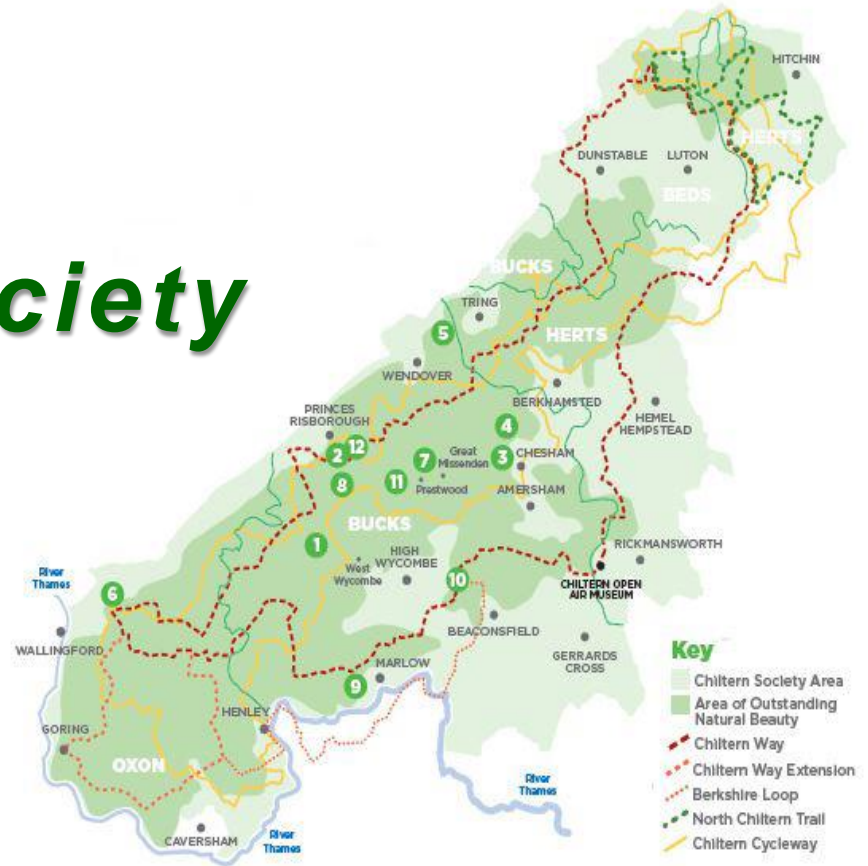 HITCHIN
HERTS
DUNSTABLE
LUTON
BEDS
ciety
BUCKS
TRING
5
HERTS
WENDOVER
BERKHAMSTED
PRINCES
RISBOROUGH
HEMEL
HEMPSTEAD
4
12
2
7
Great
Missenden
3
CHESHAM
8
11
Prestwood
AMERSHAM
BUCKS
1
RICKMANSWORTH
West
Wycombe
HIGH
WYCOMBE
River
Thames
10
CHILTERN OPEN
AIR MUSEUM
6
BEACONSFIELD
WALLINGFORD
GERRARDS
CROSS
MARLOW
9
HENLEY
GORING
OXON
River
Thames
CAVERSHAM
River
Thames
Key
Chiltern Society Area
Area of Outstanding
Natural Beauty
Chiltern Way
Chiltern Way Extension
Berkshire Loop
North Chiltern Trail
Chiltern Cycleway